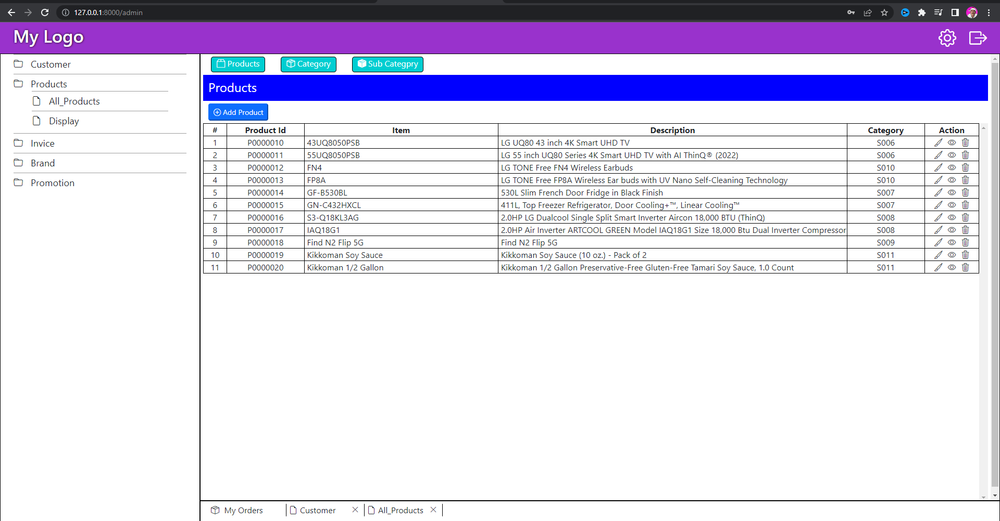 127.0.0.1:8000/admin
My Logo
Customer
Products
All_Products
Display
Invice
Brand
Promotion
Products Category Sub Categpry
Products
Add Product
# Product Id Item Description Category Action
1 P0000010 43UQ8050PSB LG UQ80 43 inch 4K Smart UHD TV S006
2 P0000011 55UQ8050PSB LG 55 inch UQ80 Series 4K Smart UHD TV with AI ThinQ® (2022) S006
3 P0000012 FN4 LG TONE Free FN4 Wireless Earbuds S010
4 P0000013 FP8A LG TONE Free FP8A Wireless Ear buds with UV Nano Self-Cleaning Technology S010
5 P0000014 GF-B530BL 530L Slim French Door Fridge in Black Finish S007
6 P0000015 GN-C432HXCL 411L, Top Freezer Refrigerator, Door Cooling+™, Linear Cooling™ S007
7 P0000016 S3-Q18KL3AG 2.0HP LG Dualcool Single Split Smart Inverter Aircon 18,000 BTU (ThinQ) S008
8 P0000017 IAQ18G1 2.0HP Air Inverter ARTCOOL GREEN Model IAQ18G1 Size 18,000 Btu Dual Inverter Compressor S008
9 P0000018 Find N2 Flip 5G Find N2 Flip 5G S009
10 P0000019 Kikkoman Soy Sauce Kikkoman Soy Sauce (10 oz.) - Pack of 2 S011
11 P0000020 Kikkoman 1/2 Gallon Kikkoman 1/2 Gallon Preservative-Free Gluten-Free Tamari Soy Sauce, 1.0 Count S011
My Orders Customer All_Products